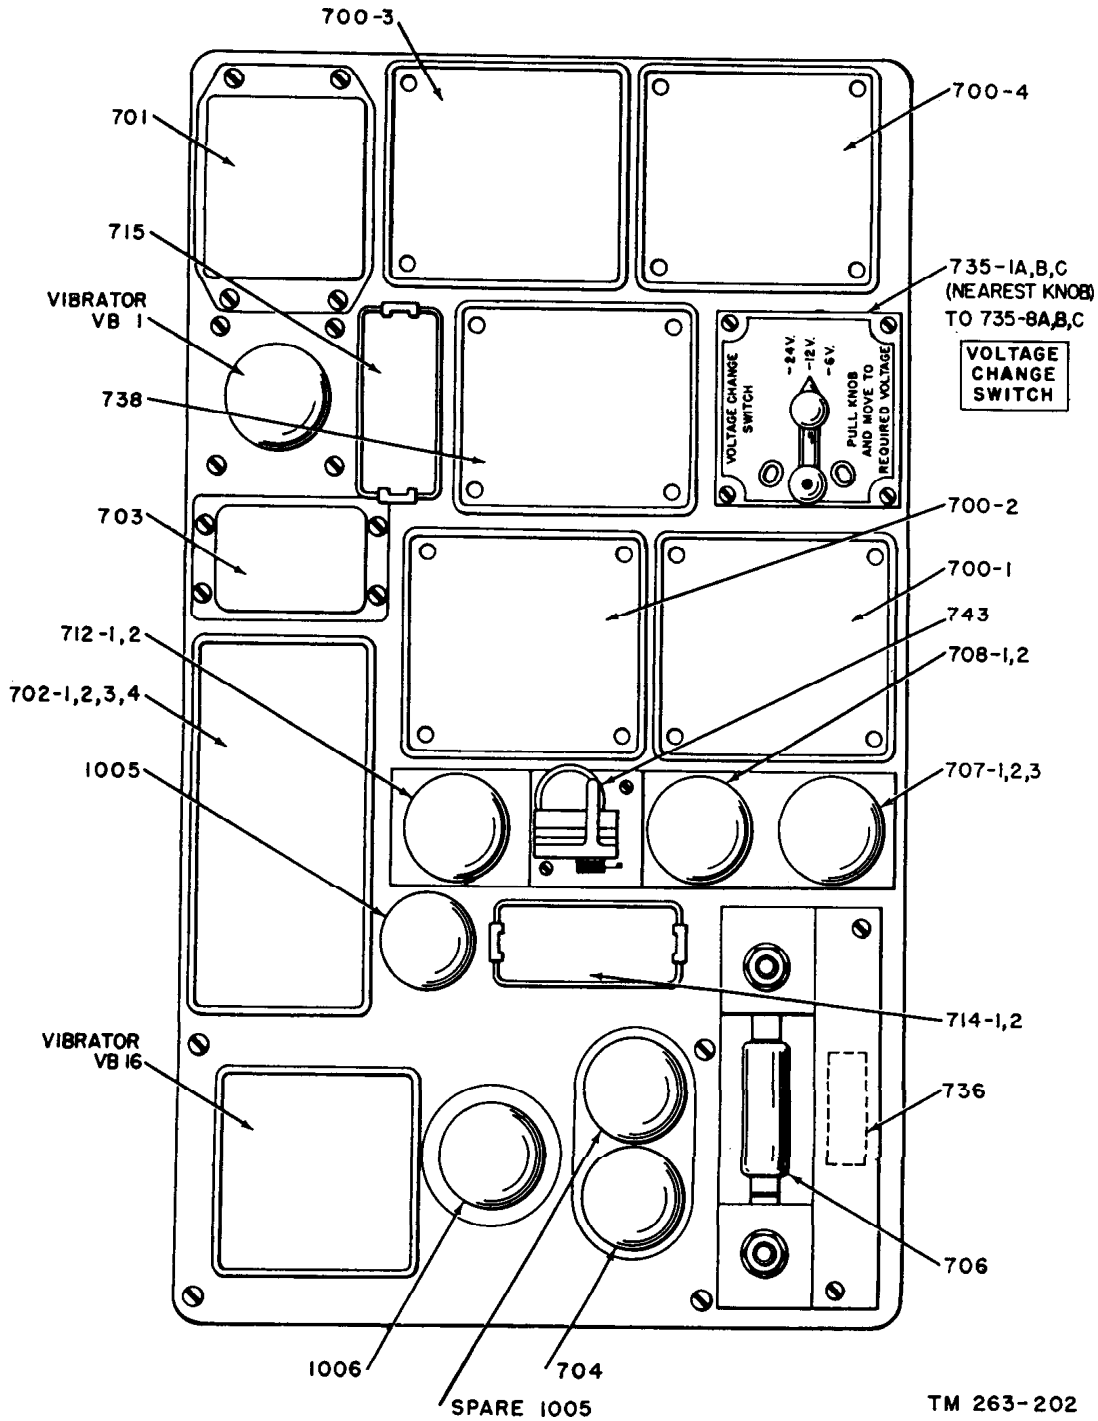 700-3
701
700-4
715
735-1A,B,C
(NEAREST KNOB)
TO 735-8A,B,C
VOLTAGE
CHANGE
SWITCH
VIBRATOR
VB 1
-24V.
-12V.
-6V.
VOLTAGE CHANGE
SWITCH
PULL KNOB
AND MOVE TO
REQUIRED VOLTAGE
738
703
700-2
700-1
712-1,2
743
708-1,2
702-1,2,3,4
1005
707-1,2,3
714-1,2
VIBRATOR
VB 16
736
706
1006
704
SPARE 1005
TM 263-202